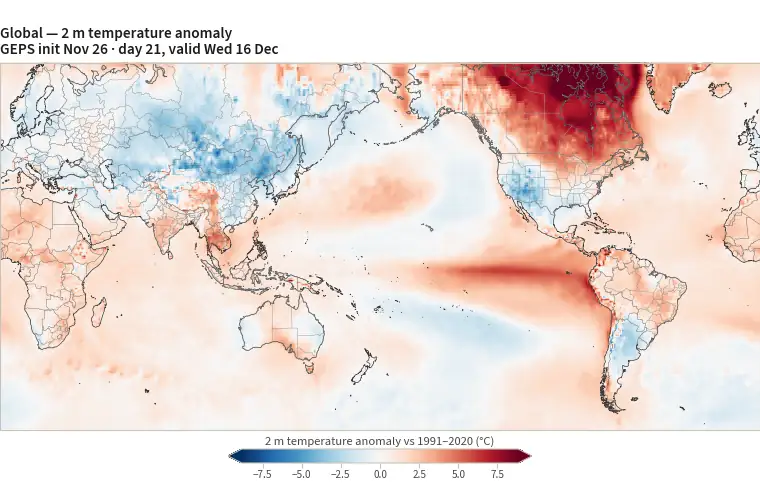 Global — 2 m temperature anomaly
GEPS init Nov 26 · day 21, valid Wed 16 Dec
2 m temperature anomaly vs 1991–2020 (°C)
−7.5 −5.0 −2.5 0.0 2.5 5.0 7.5